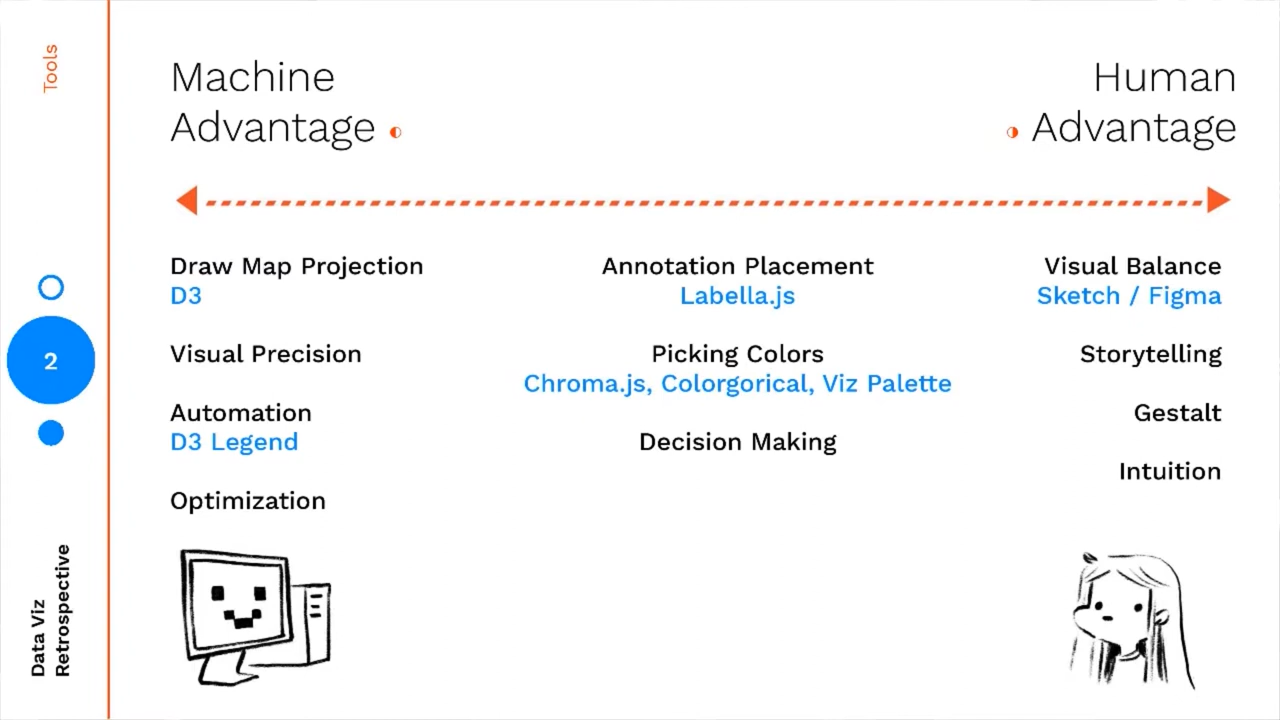 Tools
Machine
Advantage
Human
Advantage
Draw Map Projection
D3
Visual Precision
Automation
D3 Legend
Optimization
Annotation Placement
Labella.js
Picking Colors
Chroma.js, Colorgorical, Viz Palette
Decision Making
Visual Balance
Sketch / Figma
Storytelling
Gestalt
Intuition
2
Data Viz
Retrospective